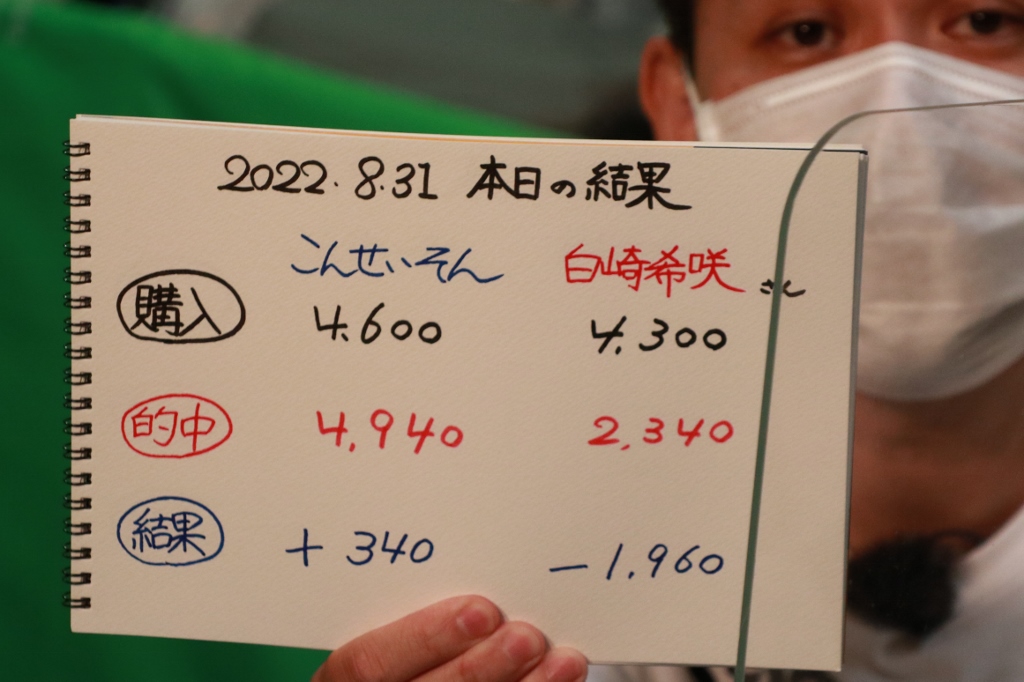 2022.8.31 本日の結果
こんせいそん 白崎希咲 さん
購入 4,600 4,300
的中 4,940 2,340
結果 + 340 - 1,960